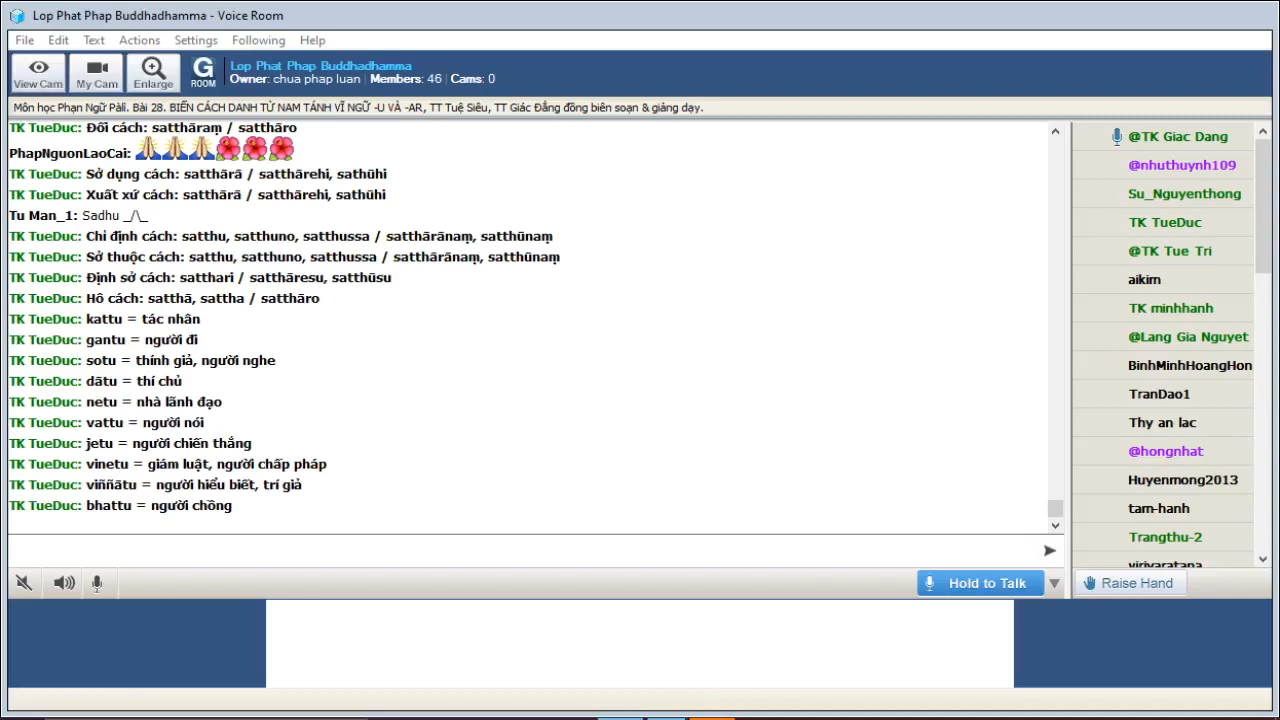 Lop Phat Phap Buddhadhamma - Voice Room
File Edit Text Actions Settings Following Help
View Cam My Cam Enlarge G ROOM
Lop Phat Phap Buddhadhamma
Owner: chua phap luan | Members: 46 | Cams: 0
Môn học Phạn Ngữ Pàli. Bài 28. BIẾN CÁCH DANH TỪ NAM TÁNH VĨ NGỮ -U VÀ -AR, TT Tuệ Siêu, TT Giác Đẳng đồng biên soạn & giảng dạy.
TK TueDuc: Đối cách: satthāraṃ / satthāro
PhapNguonLaoCai:
TK TueDuc: Sở dụng cách: satthārā / satthārehi, sathūhi
TK TueDuc: Xuất xứ cách: satthārā / satthārehi, sathūhi
Tu Man_1: Sadhu _/\_
TK TueDuc: Chỉ định cách: satthu, satthuno, satthussa / satthārānaṃ, satthūnaṃ
TK TueDuc: Sở thuộc cách: satthu, satthuno, satthussa / satthārānaṃ, satthūnaṃ
TK TueDuc: Định sở cách: satthari / satthāresu, satthūsu
TK TueDuc: Hô cách: satthā, sattha / satthāro
TK TueDuc: kattu = tác nhân
TK TueDuc: gantu = người đi
TK TueDuc: sotu = thính giả, người nghe
TK TueDuc: dātu = thí chủ
TK TueDuc: netu = nhà lãnh đạo
TK TueDuc: vattu = người nói
TK TueDuc: jetu = người chiến thắng
TK TueDuc: vinetu = giám luật, người chấp pháp
TK TueDuc: viññātu = người hiểu biết, trí giả
TK TueDuc: bhattu = người chồng
@TK Giac Dang
@nhuthuynh109
Su_Nguyenthong
TK TueDuc
@TK Tue Tri
aikim
TK minhhanh
@Lang Gia Nguyet
BinhMinhHoangHon
TranDao1
Thy an lac
@hongnhat
Huyenmong2013
tam-hanh
Trangthu-2
viriyaratana
Hold to Talk
Raise Hand